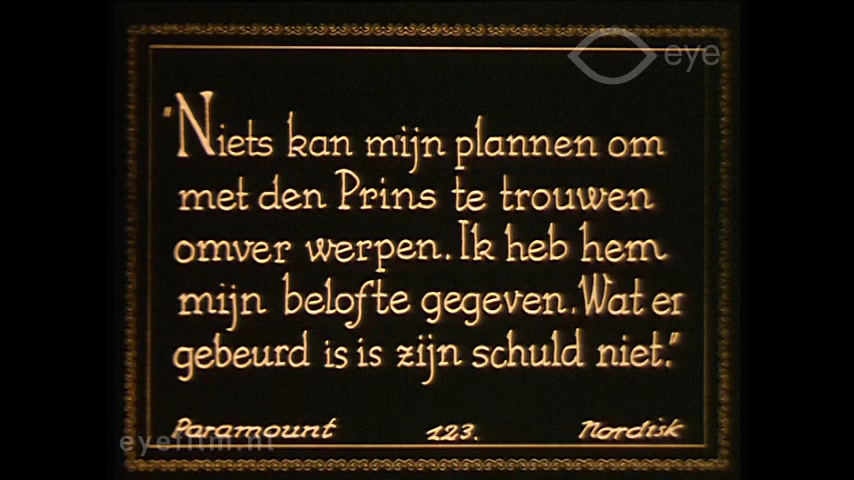 eye
"Niets kan mijn plannen om
met den Prins te trouwen
omver werpen. Ik heb hem
mijn belofte gegeven. Wat er
gebeurd is is zijn schuld niet."
Paramount 123. Nordisk
eyefilm.nl